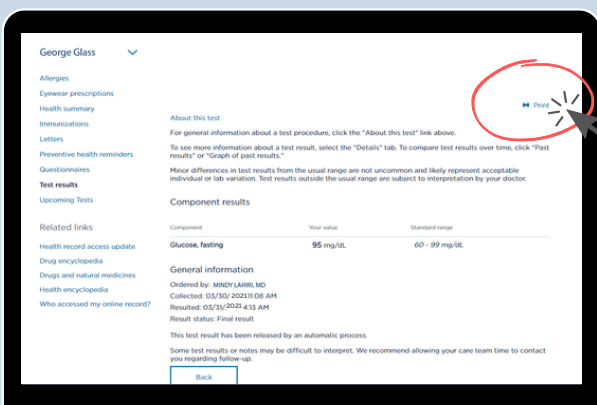 George Glass
Allergies
Eyewear prescriptions
Health summary
Immunizations
Letters
Preventive health reminders
Questionnaires
Test results
Upcoming Tests
Related links
Health record access update
Drug encyclopedia
Drugs and natural medicines
Health encyclopedia
Who accessed my online record?
Print
About this test
For general information about a test procedure, click the "About this test" link above.
To see more information about a test result, select the "Details" tab. To compare test results over time, click "Past
results" or "Graph of past results."
Minor differences in test results from the usual range are not uncommon and likely represent acceptable
individual or lab variation. Test results outside the usual range are subject to interpretation by your doctor.
Component results
Component Your value Standard range
Glucose, fasting 95 mg/dL 60 - 99 mg/dL
General information
Ordered by: MINDY LAHIRI, MD
Collected: 03/30/ 2021 11:08 AM
Resulted: 03/31/2021 4:13 AM
Result status: Final result
This test result has been released by an automatic process.
Some test results or notes may be difficult to interpret. We recommend allowing your care team time to contact
you regarding follow-up.
Back